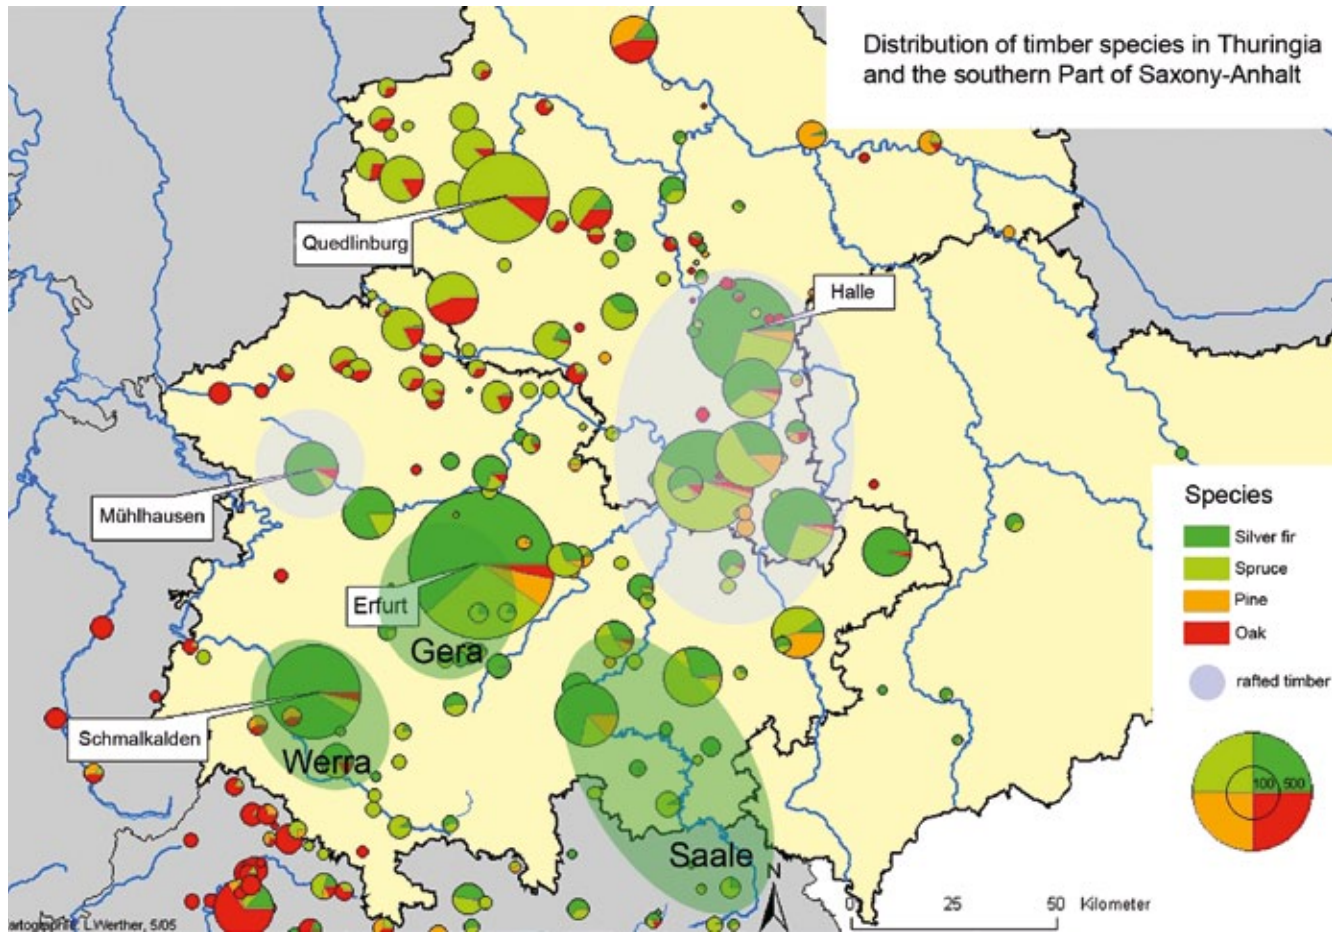 Distribution of timber species in Thuringia
and the southern Part of Saxony-Anhalt
Quedlinburg
Halle
Mühlhausen
Erfurt
Gera
Schmalkalden
Werra
Saale
Species
Silver fir
Spruce
Pine
Oak
rafted timber
100 500
N
0 25 50 Kilometer
L.Werther, 5/05